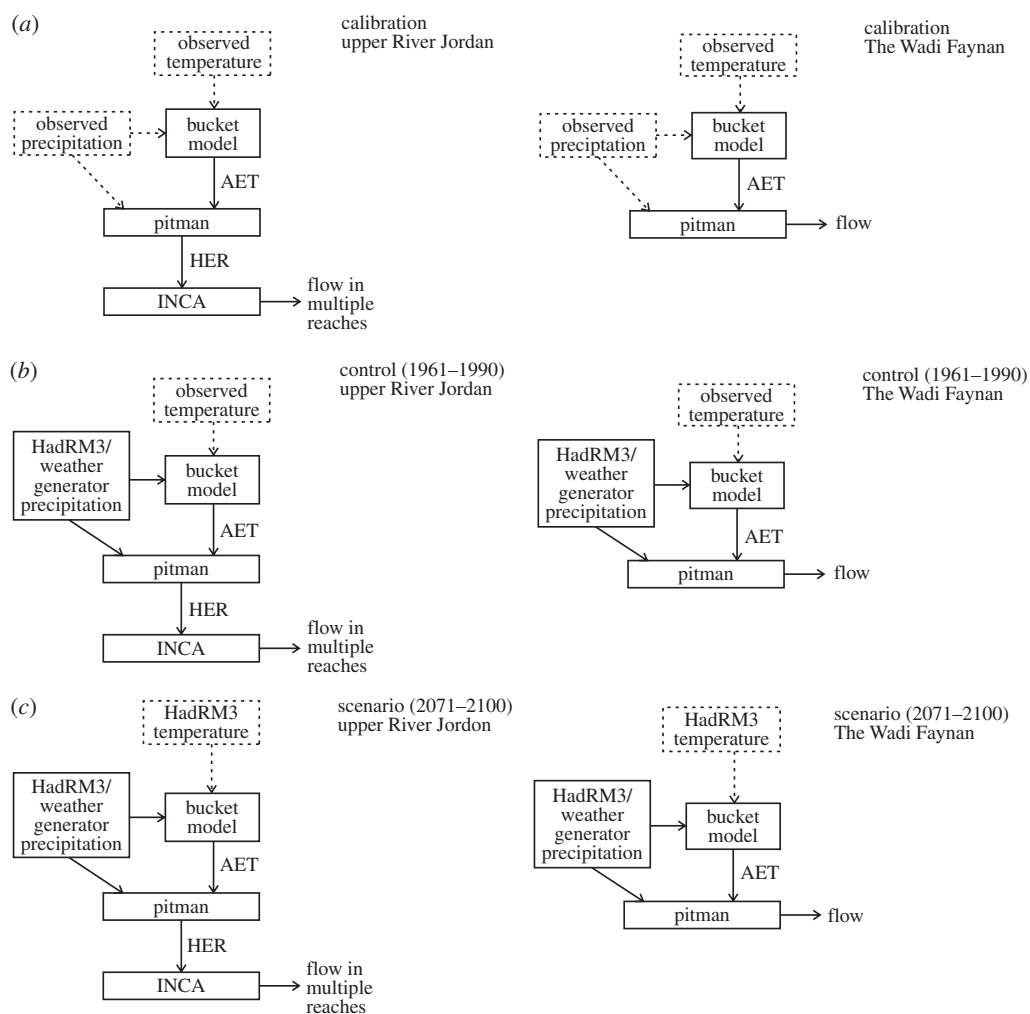 (a)
calibration
upper River Jordan
observed
temperature
observed
precipitation
bucket
model
AET
pitman
HER
INCA
flow in
multiple
reaches
calibration
The Wadi Faynan
observed
temperature
observed
preciptation
bucket
model
AET
pitman
flow
(b)
control (1961–1990)
upper River Jordan
observed
temperature
HadRM3/
weather
generator
precipitation
bucket
model
AET
pitman
HER
INCA
flow in
multiple
reaches
control (1961–1990)
The Wadi Faynan
observed
temperature
HadRM3/
weather
generator
precipitation
bucket
model
AET
pitman
flow
(c)
scenario (2071–2100)
upper River Jordon
HadRM3
temperature
HadRM3/
weather
generator
precipitation
bucket
model
AET
pitman
HER
INCA
flow in
multiple
reaches
scenario (2071–2100)
The Wadi Faynan
HadRM3
temperature
HadRM3/
weather
generator
precipitation
bucket
model
AET
pitman
flow